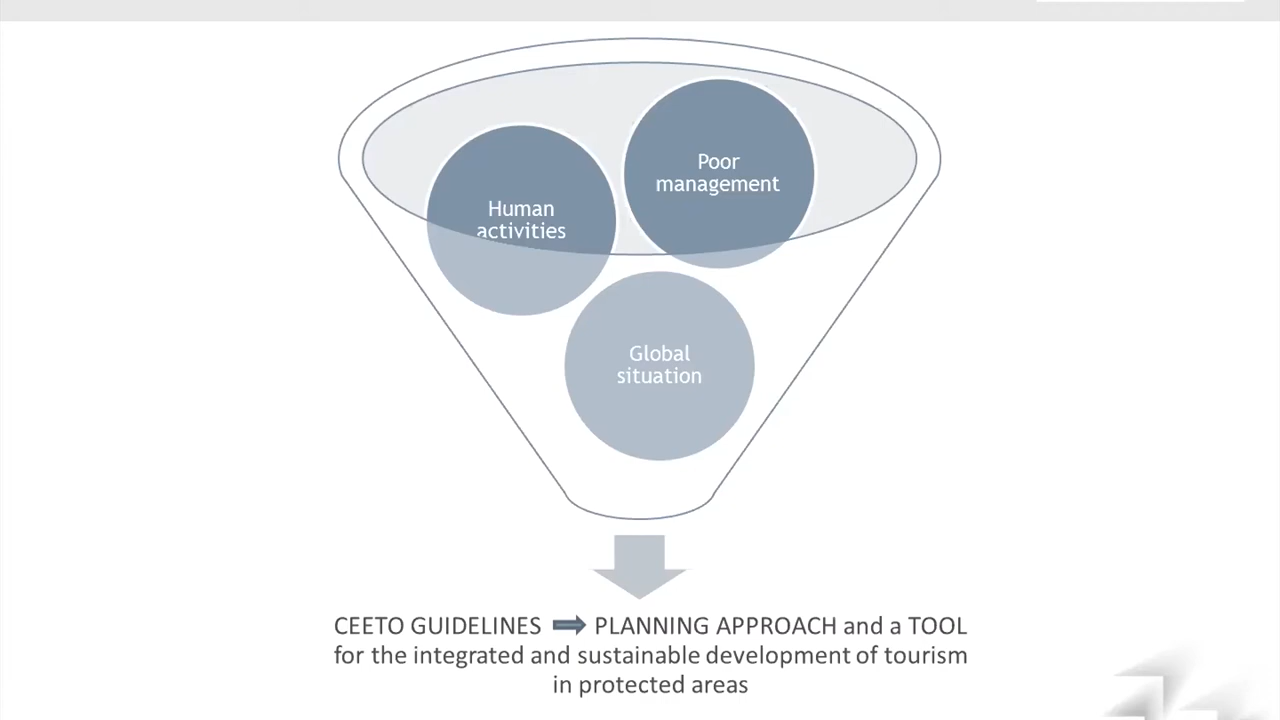 Poor
management
Human
activities
Global
situation
CEETO GUIDELINES PLANNING APPROACH and a TOOL
for the integrated and sustainable development of tourism
in protected areas